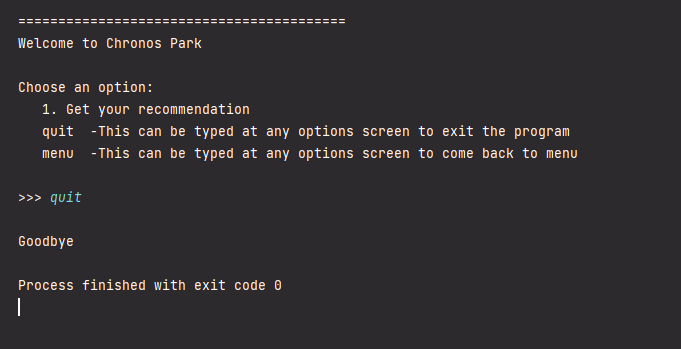 =========================================
Welcome to Chronos Park
Choose an option:
1. Get your recommendation
quit -This can be typed at any options screen to exit the program
menu -This can be typed at any options screen to come back to menu
>>> quit
Goodbye
Process finished with exit code 0